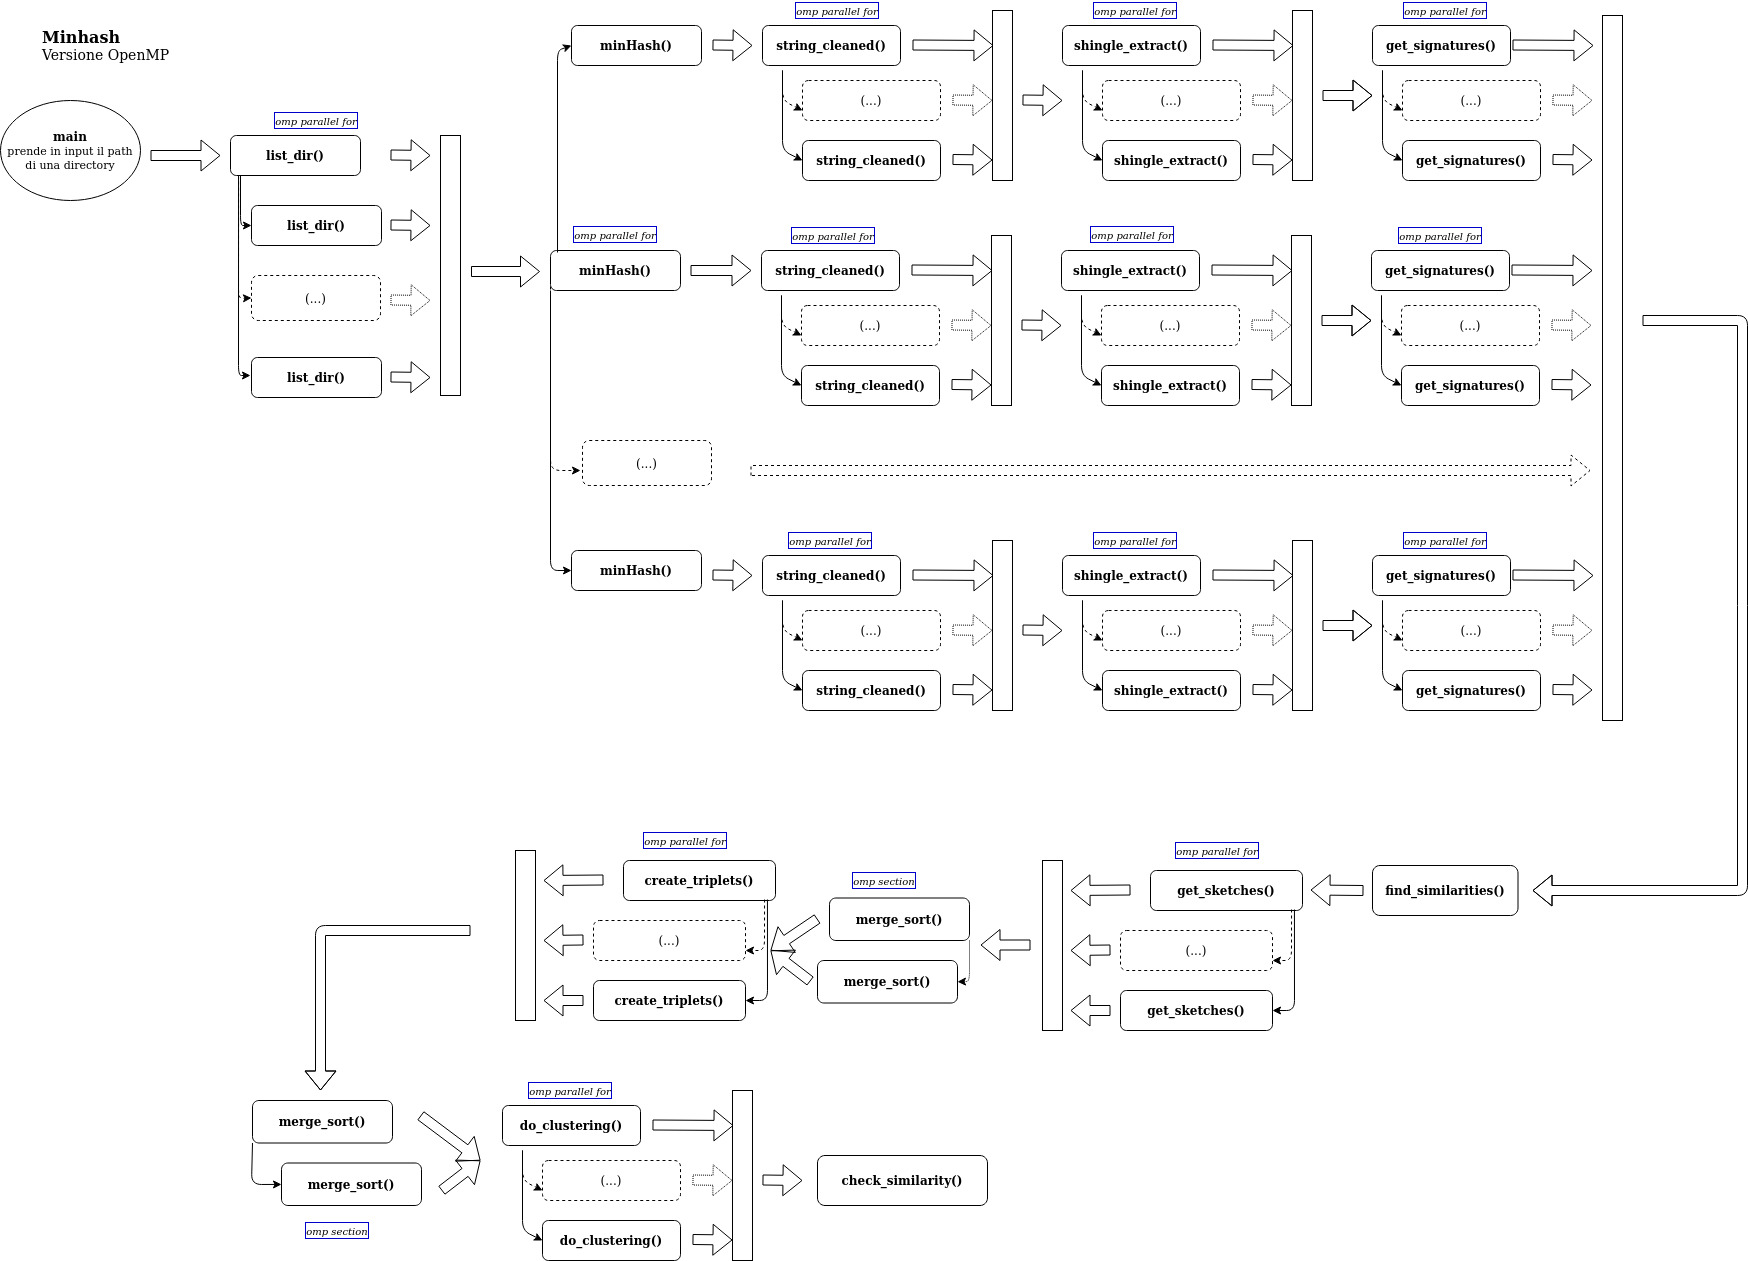 Minhash
Versione OpenMP
main
prende in input il path
di una directory
omp parallel for
list_dir()
list_dir()
(...)
list_dir()
minHash()
omp parallel for
string_cleaned()
(...)
string_cleaned()
omp parallel for
shingle_extract()
(...)
shingle_extract()
omp parallel for
get_signatures()
(...)
get_signatures()
omp parallel for
minHash()
omp parallel for
string_cleaned()
(...)
string_cleaned()
omp parallel for
shingle_extract()
(...)
shingle_extract()
omp parallel for
get_signatures()
(...)
get_signatures()
(...)
minHash()
omp parallel for
string_cleaned()
(...)
string_cleaned()
omp parallel for
shingle_extract()
(...)
shingle_extract()
omp parallel for
get_signatures()
(...)
get_signatures()
find_similarities()
omp parallel for
get_sketches()
(...)
get_sketches()
omp section
merge_sort()
merge_sort()
omp parallel for
create_triplets()
(...)
create_triplets()
merge_sort()
merge_sort()
omp section
omp parallel for
do_clustering()
(...)
do_clustering()
check_similarity()